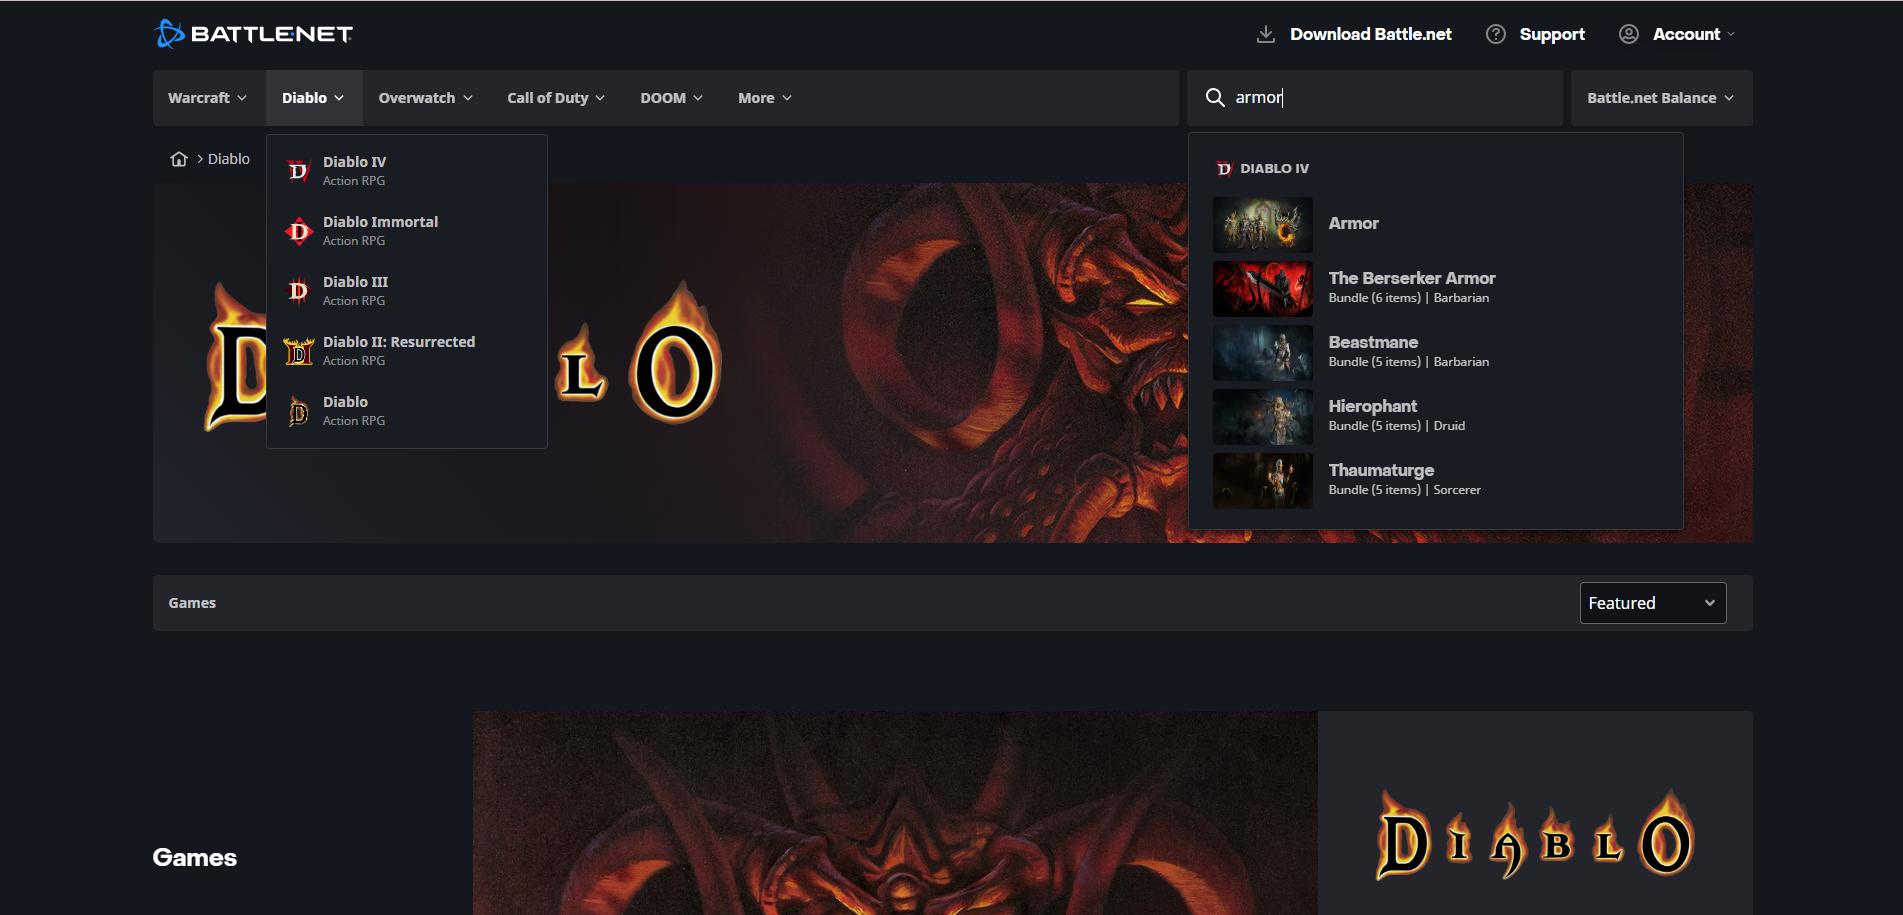 BATTLE.NET
Download Battle.net
Support
Account
Warcraft
Diablo
Overwatch
Call of Duty
DOOM
More
armor
Battle.net Balance
Diablo
Diablo IV
Action RPG
Diablo Immortal
Action RPG
Diablo III
Action RPG
Diablo II: Resurrected
Action RPG
Diablo
Action RPG
DIABLO IV
Armor
The Berserker Armor
Bundle (6 items) | Barbarian
Beastmane
Bundle (5 items) | Barbarian
Hierophant
Bundle (5 items) | Druid
Thaumaturge
Bundle (5 items) | Sorcerer
D LO
Games
Featured
Games
DIABLO